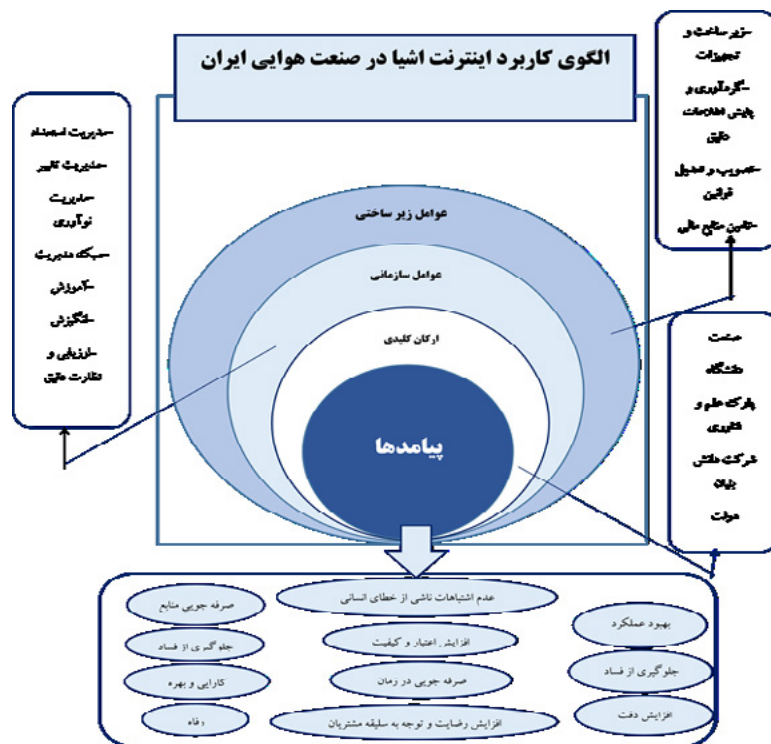 الگوی کاربرد اینترنت اشیا در صنعت هوایی ایران
-زیر ساخت و
تجهیزات
-گردآوری و
پایش اطلاعات
دقیق
-تصویب و تعدیل
قوانین
-تامین منابع مالی
-مدیریت استعداد
-مدیریت تغییر
-مدیریت
نوآوری
-سبک مدیریت
-آموزش
-انگیزش
-ارزیابی و
نظارت دقیق
عوامل زیر ساختی
عوامل سازمانی
ارکان کلیدی
پیامدها
صنعت
دانشگاه
پارک علم و
فناوری
شرکت دانش
بنیان
دولت
عدم اشتباهات ناشی از خطای انسانی
افزایش اعتبار و کیفیت
صرفه جویی در زمان
افزایش رضایت و توجه به سلیقه مشتریان
بهبود عملکرد
جلوگیری از فساد
افزایش دقت
صرفه جویی منابع
جلوگیری از فساد
کارایی و بهره
رفاه